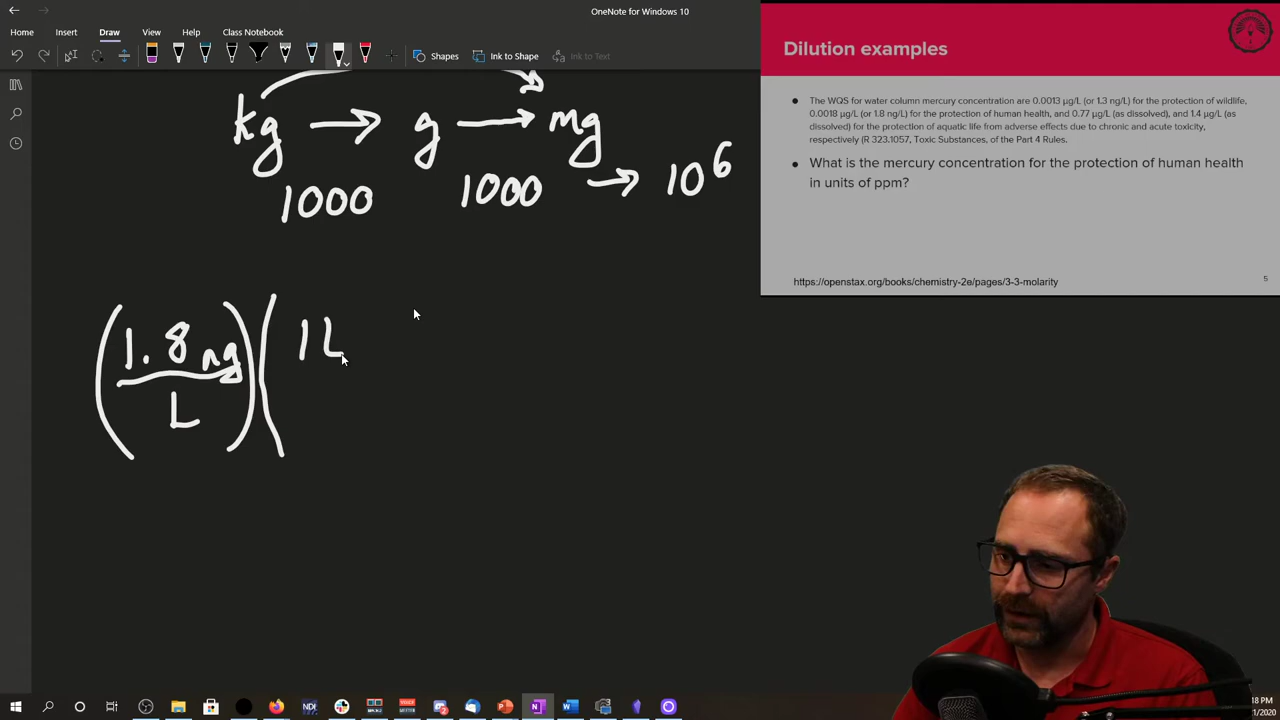 OneNote for Windows 10
Home Insert Draw View Help Class Notebook
Shapes Ink to Shape Ink to Text
kg → g → mg
1000 1000 → 10^6
(1.8 ng / L) ( 1 L
Dilution examples
• The WQS for water column mercury concentration are 0.0013 µg/L (or 1.3 ng/L) for the protection of wildlife,
0.0018 µg/L (or 1.8 ng/L) for the protection of human health, and 0.77 µg/L (as dissolved), and 1.4 µg/L (as
dissolved) for the protection of aquatic life from adverse effects due to chronic and acute toxicity,
respectively (R 323.1057, Toxic Substances, of the Part 4 Rules.
• What is the mercury concentration for the protection of human health
in units of ppm?
https://openstax.org/books/chemistry-2e/pages/3-3-molarity
5
NDI
18 PM
1/2020